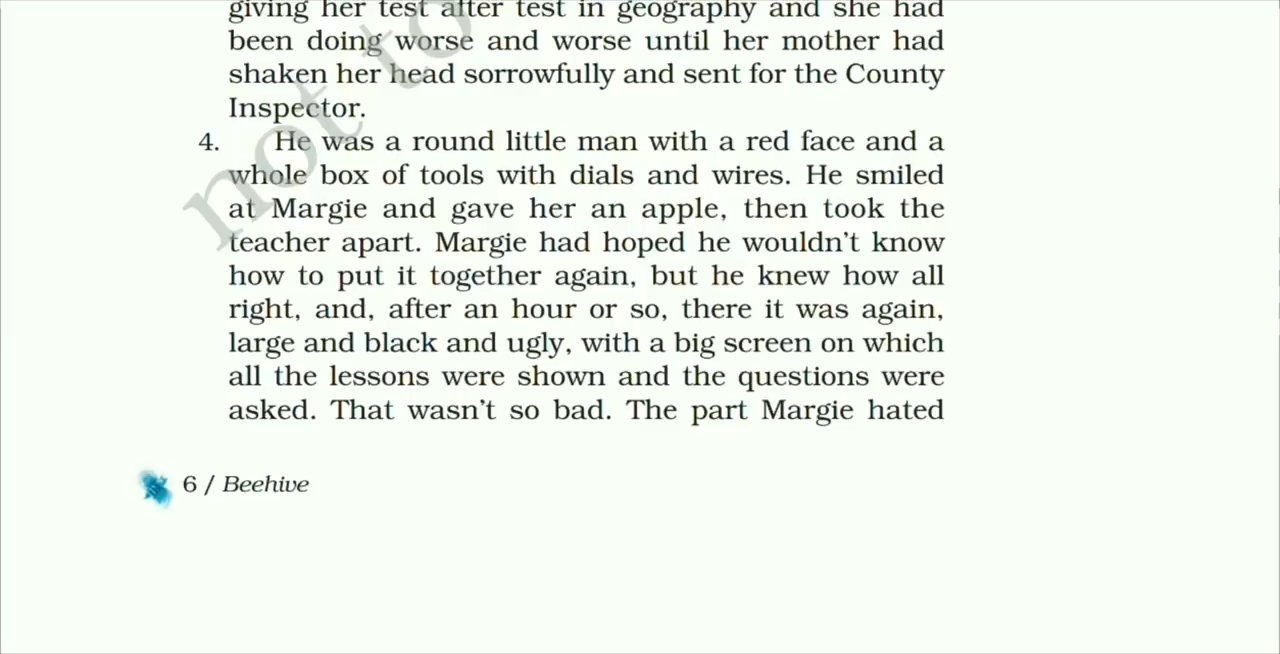 giving her test after test in geography and she had
been doing worse and worse until her mother had
shaken her head sorrowfully and sent for the County
Inspector.
4. He was a round little man with a red face and a
whole box of tools with dials and wires. He smiled
at Margie and gave her an apple, then took the
teacher apart. Margie had hoped he wouldn't know
how to put it together again, but he knew how all
right, and, after an hour or so, there it was again,
large and black and ugly, with a big screen on which
all the lessons were shown and the questions were
asked. That wasn't so bad. The part Margie hated
6 / Beehive
not to